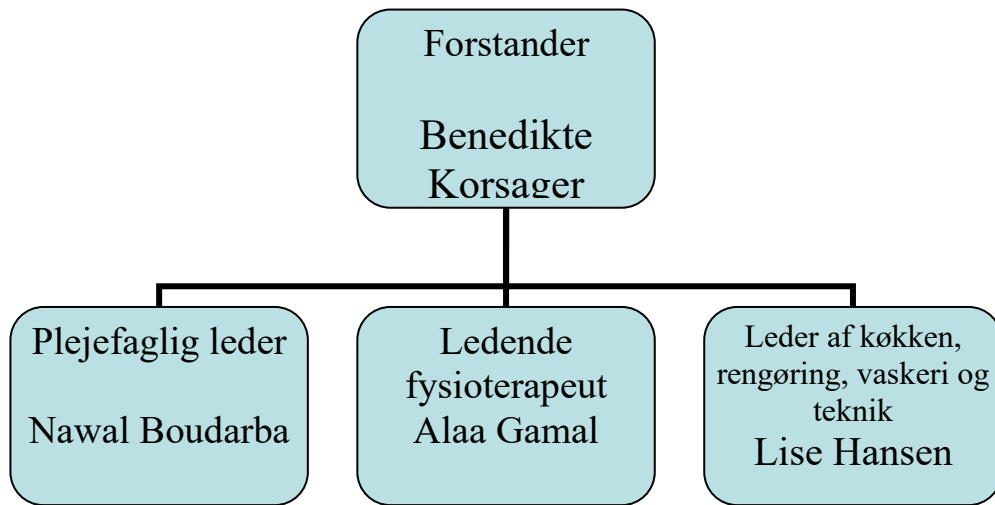 Forstander
Benedikte
Korsager
Plejefaglig leder
Nawal Boudarba
Ledende
fysioterapeut
Alaa Gamal
Leder af køkken,
rengøring, vaskeri og
teknik
Lise Hansen